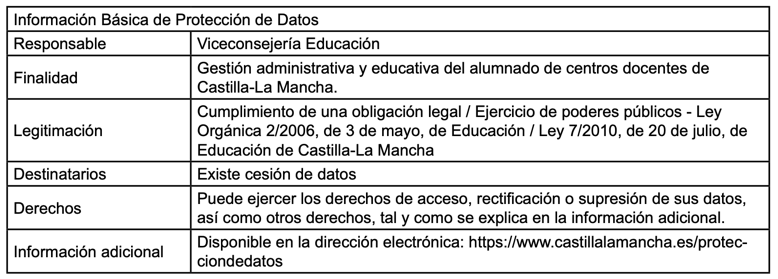 Información Básica de Protección de Datos
Responsable
Viceconsejería Educación
Finalidad
Gestión administrativa y educativa del alumnado de centros docentes de
Castilla-La Mancha.
Legitimación
Cumplimiento de una obligación legal / Ejercicio de poderes públicos - Ley
Orgánica 2/2006, de 3 de mayo, de Educación / Ley 7/2010, de 20 de julio, de
Educación de Castilla-La Mancha
Destinatarios
Existe cesión de datos
Derechos
Puede ejercer los derechos de acceso, rectificación o supresión de sus datos,
así como otros derechos, tal y como se explica en la información adicional.
Información adicional
Disponible en la dirección electrónica: https://www.castillalamancha.es/protec-
ciondedatos